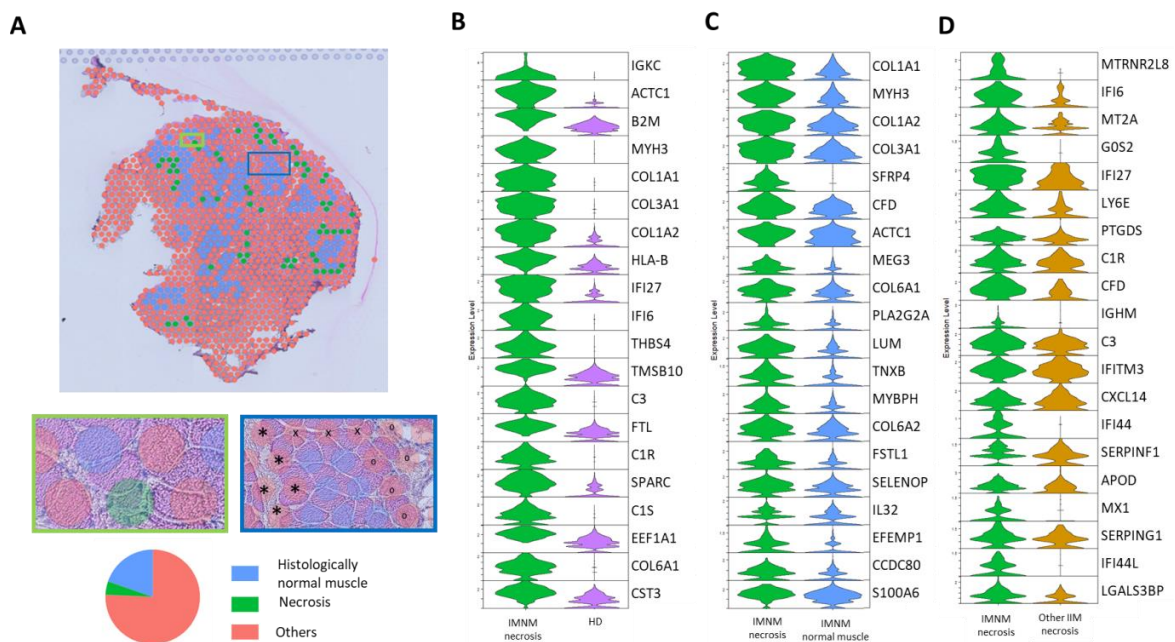 A
Histologically
normal muscle
Necrosis
Others
B
Expression Level
IGKC
ACTC1
B2M
MYH3
COL1A1
COL3A1
COL1A2
HLA-B
IFI27
IFI6
THBS4
TMSB10
C3
FTL
C1R
SPARC
C1S
EEF1A1
COL6A1
CST3
IMNM
necrosis
HD
C
Expression Level
COL1A1
MYH3
COL1A2
COL3A1
SFRP4
CFD
ACTC1
MEG3
COL6A1
PLA2G2A
LUM
TNXB
MYBPH
COL6A2
FSTL1
SELENOP
IL32
EFEMP1
CCDC80
S100A6
IMNM
necrosis
IMNM
normal muscle
D
Expression Level
MTRNR2L8
IFI6
MT2A
G0S2
IFI27
LY6E
PTGDS
C1R
CFD
IGHM
C3
IFITM3
CXCL14
IFI44
SERPINF1
APOD
MX1
SERPING1
IFI44L
LGALS3BP
IMNM
necrosis
Other IIM
necrosis